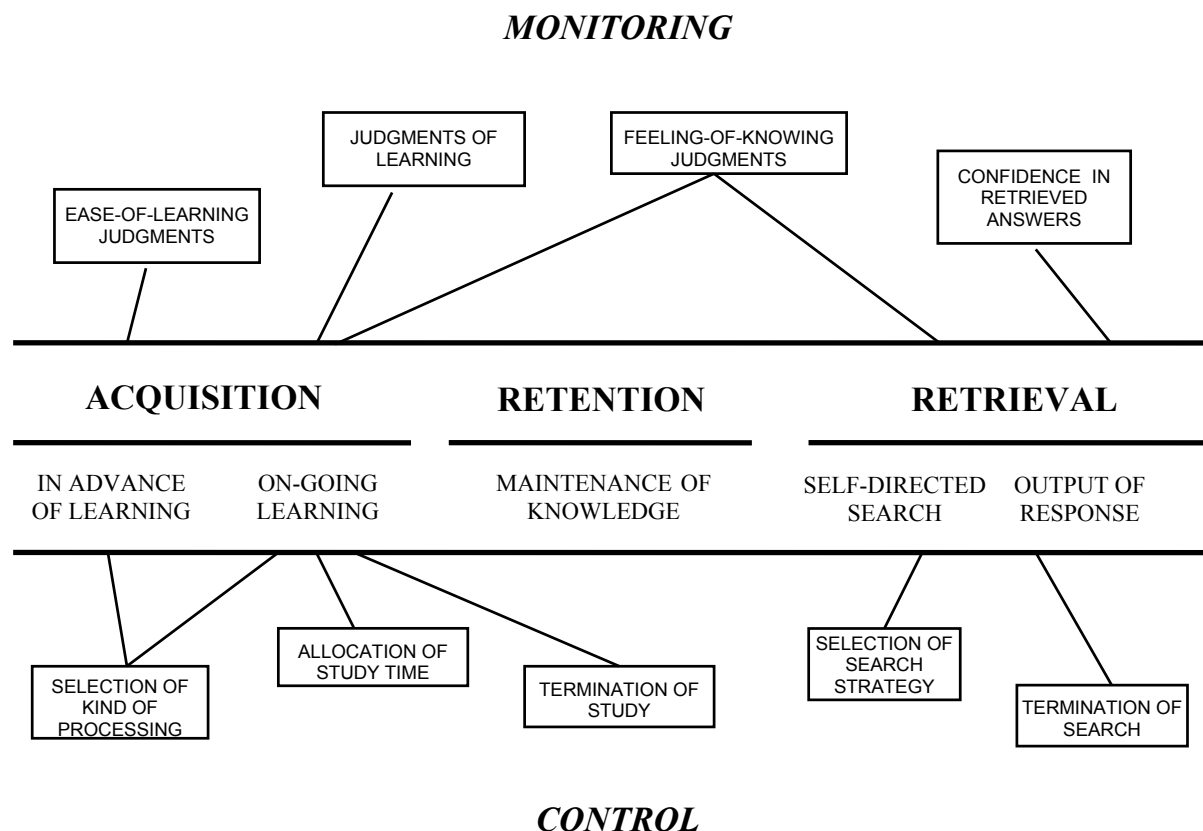 MONITORING
JUDGMENTS OF
LEARNING
FEELING-OF-KNOWING
JUDGMENTS
CONFIDENCE IN
RETRIEVED
ANSWERS
EASE-OF-LEARNING
JUDGMENTS
ACQUISITION
RETENTION
RETRIEVAL
IN ADVANCE
OF LEARNING
ON-GOING
LEARNING
MAINTENANCE OF
KNOWLEDGE
SELF-DIRECTED
SEARCH
OUTPUT OF
RESPONSE
SELECTION OF
KIND OF
PROCESSING
ALLOCATION OF
STUDY TIME
TERMINATION OF
STUDY
SELECTION OF
SEARCH
STRATEGY
TERMINATION OF
SEARCH
CONTROL